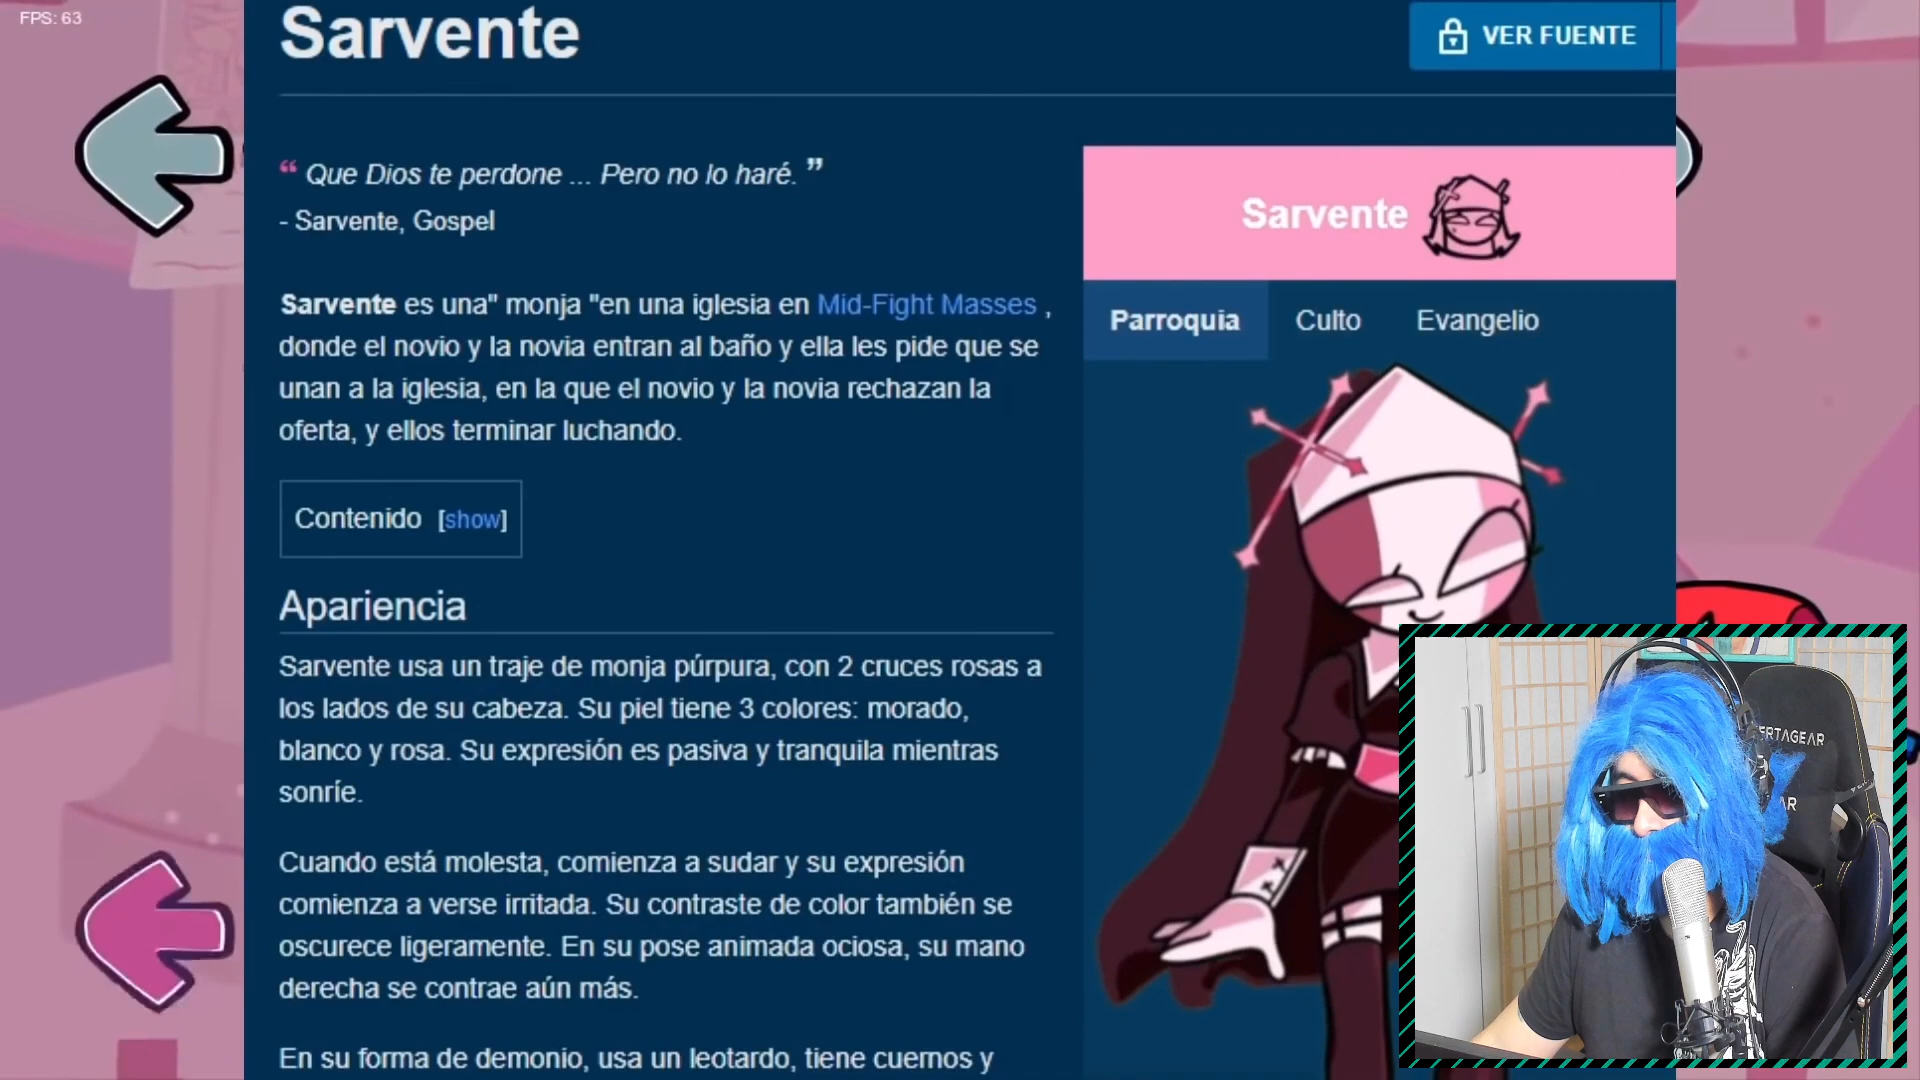 FPS: 63
Sarvente
VER FUENTE
“ Que Dios te perdone ... Pero no lo haré. ”
- Sarvente, Gospel
Sarvente es una" monja "en una iglesia en Mid-Fight Masses ,
donde el novio y la novia entran al baño y ella les pide que se
unan a la iglesia, en la que el novio y la novia rechazan la
oferta, y ellos terminar luchando.
Contenido [show]
Apariencia
Sarvente usa un traje de monja púrpura, con 2 cruces rosas a
los lados de su cabeza. Su piel tiene 3 colores: morado,
blanco y rosa. Su expresión es pasiva y tranquila mientras
sonríe.
Cuando está molesta, comienza a sudar y su expresión
comienza a verse irritada. Su contraste de color también se
oscurece ligeramente. En su pose animada ociosa, su mano
derecha se contrae aún más.
En su forma de demonio, usa un leotardo, tiene cuernos y
Sarvente
Parroquia Culto Evangelio
ERTAGEAR
AR